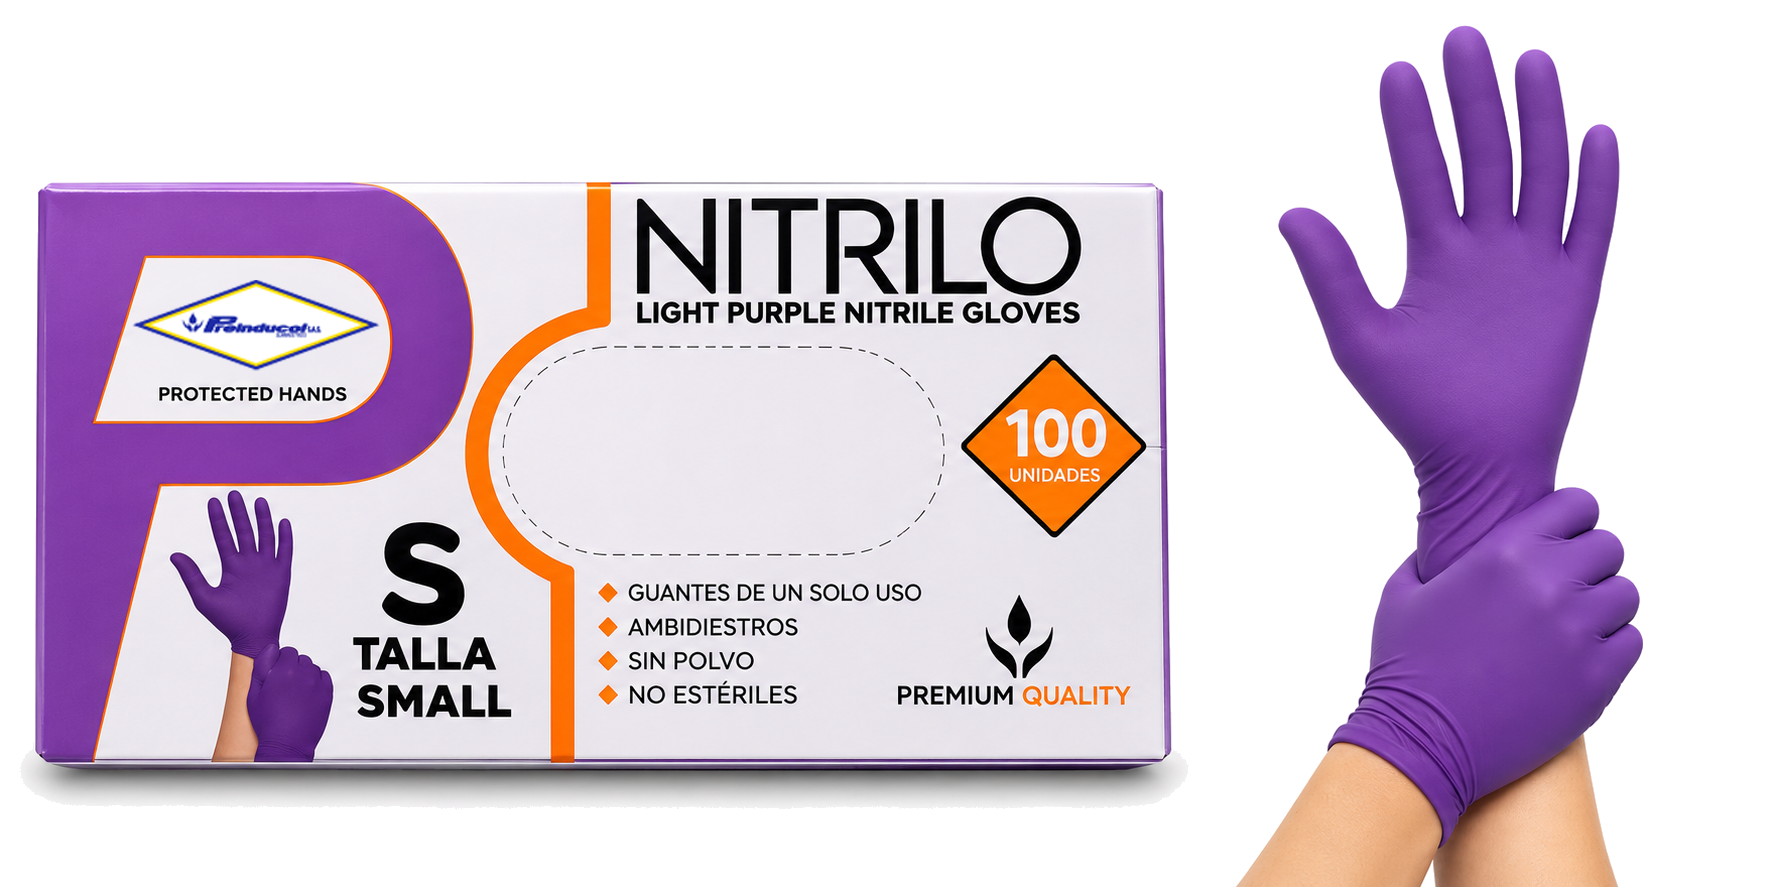 Preinducol S.A.S.
PROTECTED HANDS
S
TALLA
SMALL
NITRILO
LIGHT PURPLE NITRILE GLOVES
100
UNIDADES
GUANTES DE UN SOLO USO
AMBIDIESTROS
SIN POLVO
NO ESTÉRILES
PREMIUM QUALITY